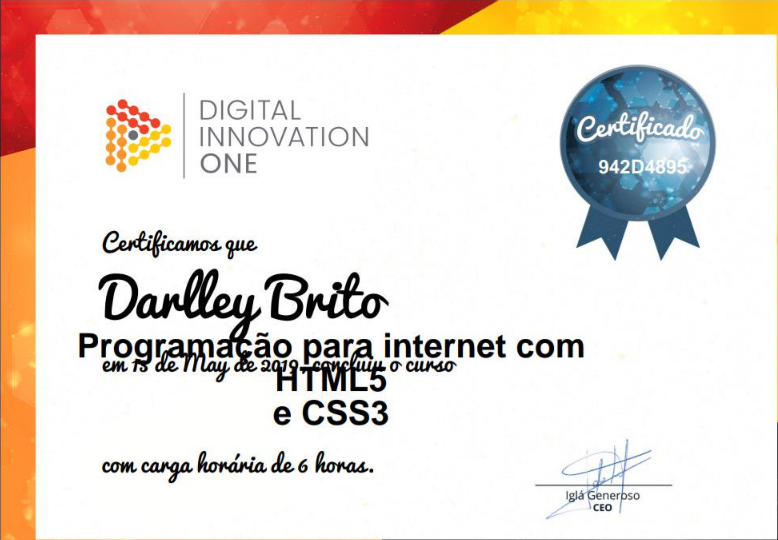 DIGITAL
INNOVATION
ONE
Certificado
942D4895
Certificamos que
Darlley Brito
Programação para internet com
em 15 de May de 2019 concluiu o curso
HTML5
e CSS3
com carga horária de 6 horas.
Iglá Generoso
CEO